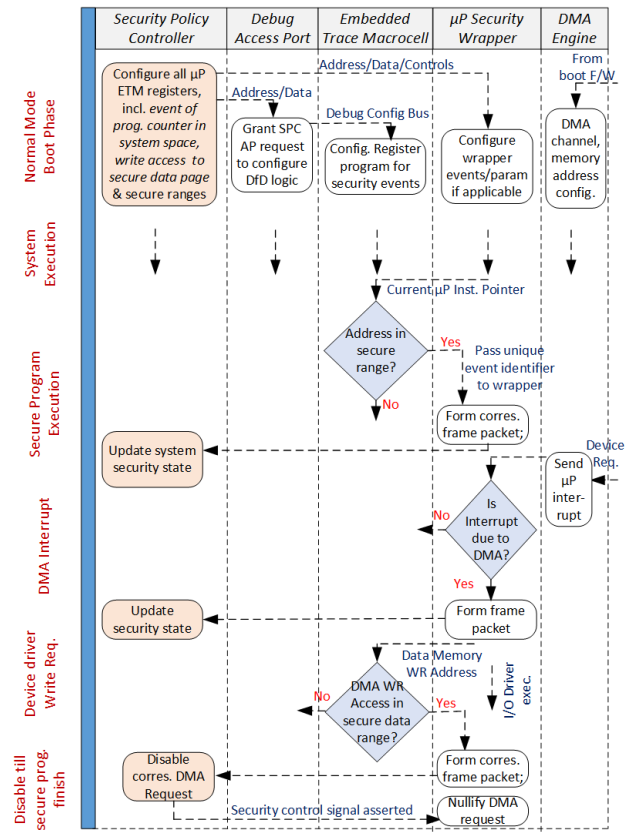 Security Policy
Controller
Debug
Access Port
Embedded
Trace Macrocell
µP Security
Wrapper
DMA
Engine
Normal Mode
Boot Phase
Configure all µP
ETM registers,
incl. event of
prog. counter in
system space,
write access to
secure data page
& secure ranges
Address/Data/Controls
Address/Data
Grant SPC
AP request
to configure
DfD logic
Debug Config Bus
Config. Register
program for
security events
Configure
wrapper
events/param
if applicable
From
boot F/W
DMA
channel,
memory
address
config.
System
Execution
Current µP Inst. Pointer
Secure Program
Execution
Address in
secure
range?
Yes
No
Pass unique
event identifier
to wrapper
Form corres.
frame packet;
Update system
security state
Device
Req.
Send
µP
inter-
rupt
DMA Interrupt
Is
Interrupt
due to
DMA?
No
Yes
Form frame
packet
Update
security state
Device driver
Write Req.
Data Memory
WR Address
DMA WR
Access in
secure data
range?
No
Yes
I/O Driver
exec.
Disable till
secure prog.
finish
Form corres.
frame packet;
Disable
corres. DMA
Request
Security control signal asserted
Nullify DMA
request